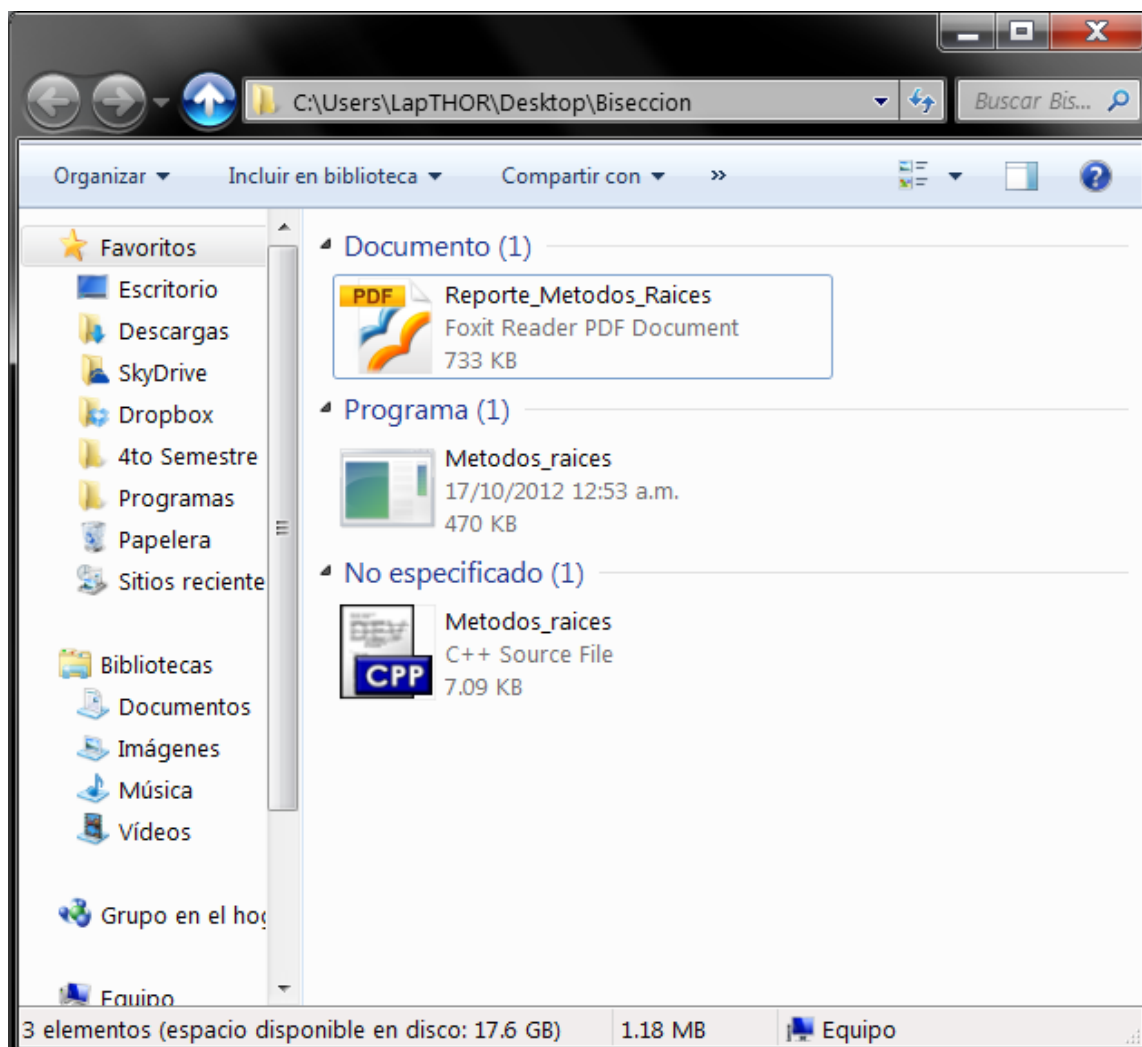 C:\Users\LapTHOR\Desktop\Biseccion
Buscar Bis...
Organizar
Incluir en biblioteca
Compartir con
»
Favoritos
Escritorio
Descargas
SkyDrive
Dropbox
4to Semestre
Programas
Papelera
Sitios reciente
Bibliotecas
Documentos
Imágenes
Música
Vídeos
Grupo en el hog
Equipo
Documento (1)
PDF
Reporte_Metodos_Raices
Foxit Reader PDF Document
733 KB
Programa (1)
Metodos_raices
17/10/2012 12:53 a.m.
470 KB
No especificado (1)
DEV
CPP
Metodos_raices
C++ Source File
7.09 KB
3 elementos (espacio disponible en disco: 17.6 GB)
1.18 MB
Equipo